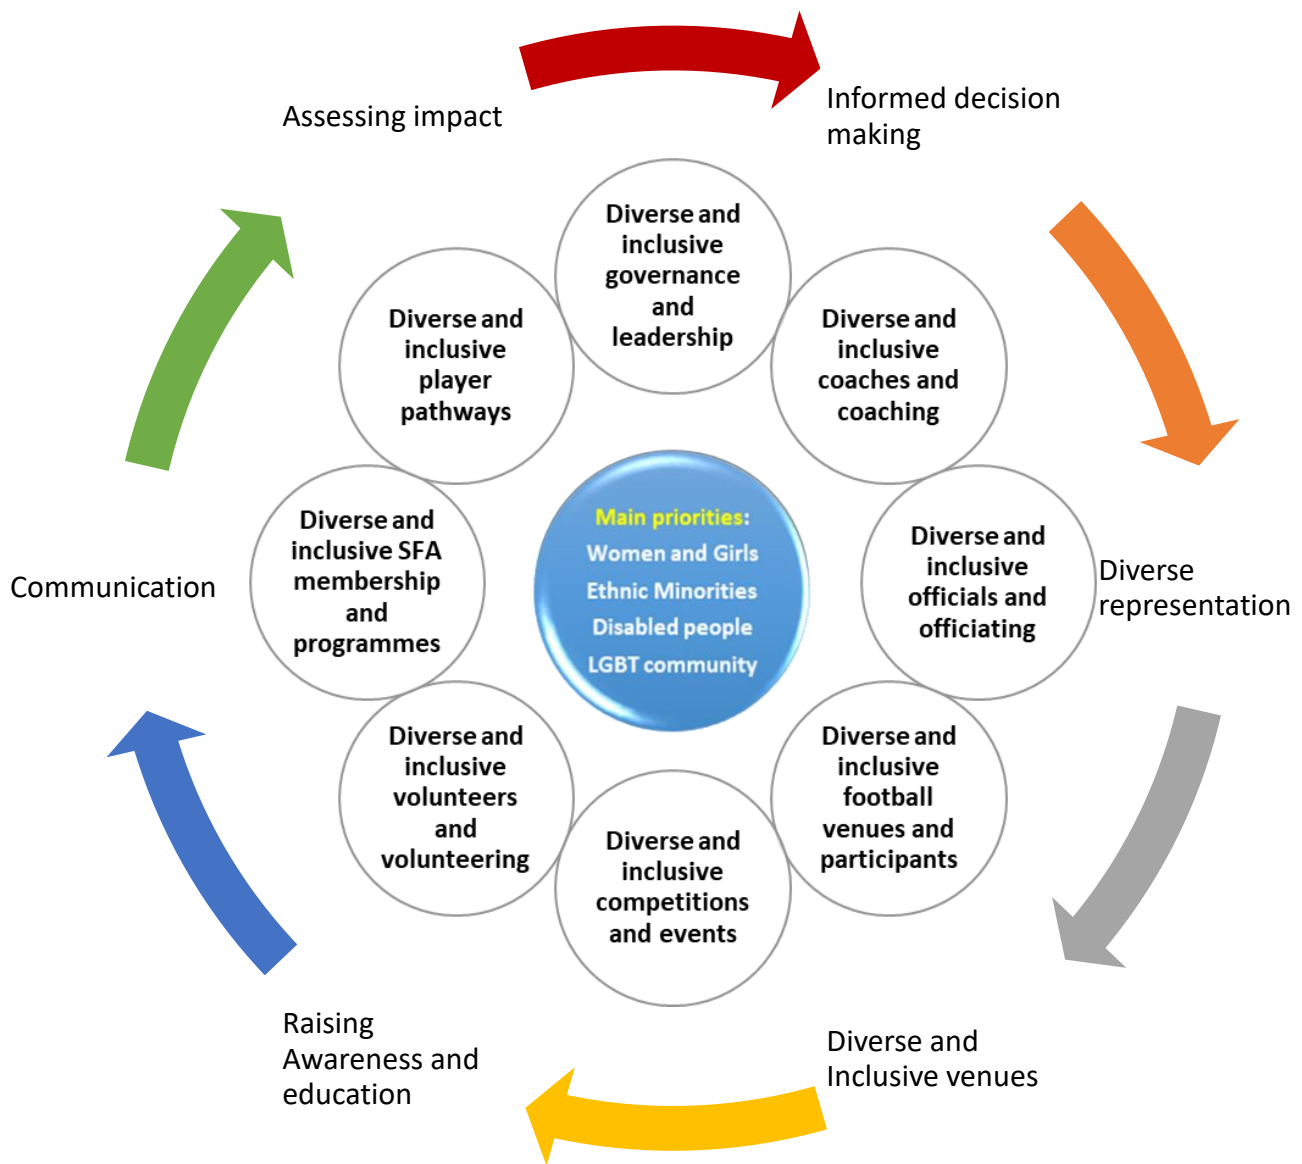 Assessing impact
Informed decision
making
Diverse and
inclusive
governance
and
leadership
Diverse and
inclusive
player
pathways
Diverse and
inclusive
coaches and
coaching
Main priorities:
Women and Girls
Ethnic Minorities
Disabled people
LGBT community
Diverse and
inclusive SFA
membership
and
programmes
Diverse and
inclusive
officials and
officiating
Communication
Diverse
representation
Diverse and
inclusive
volunteers
and
volunteering
Diverse and
inclusive
football
venues and
participants
Diverse and
inclusive
competitions
and events
Raising
Awareness and
education
Diverse and
Inclusive venues